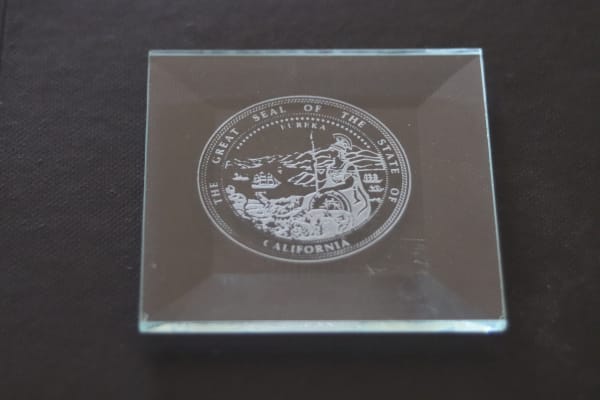 THE GREAT SEAL OF THE STATE OF CALIFORNIA
EUREKA